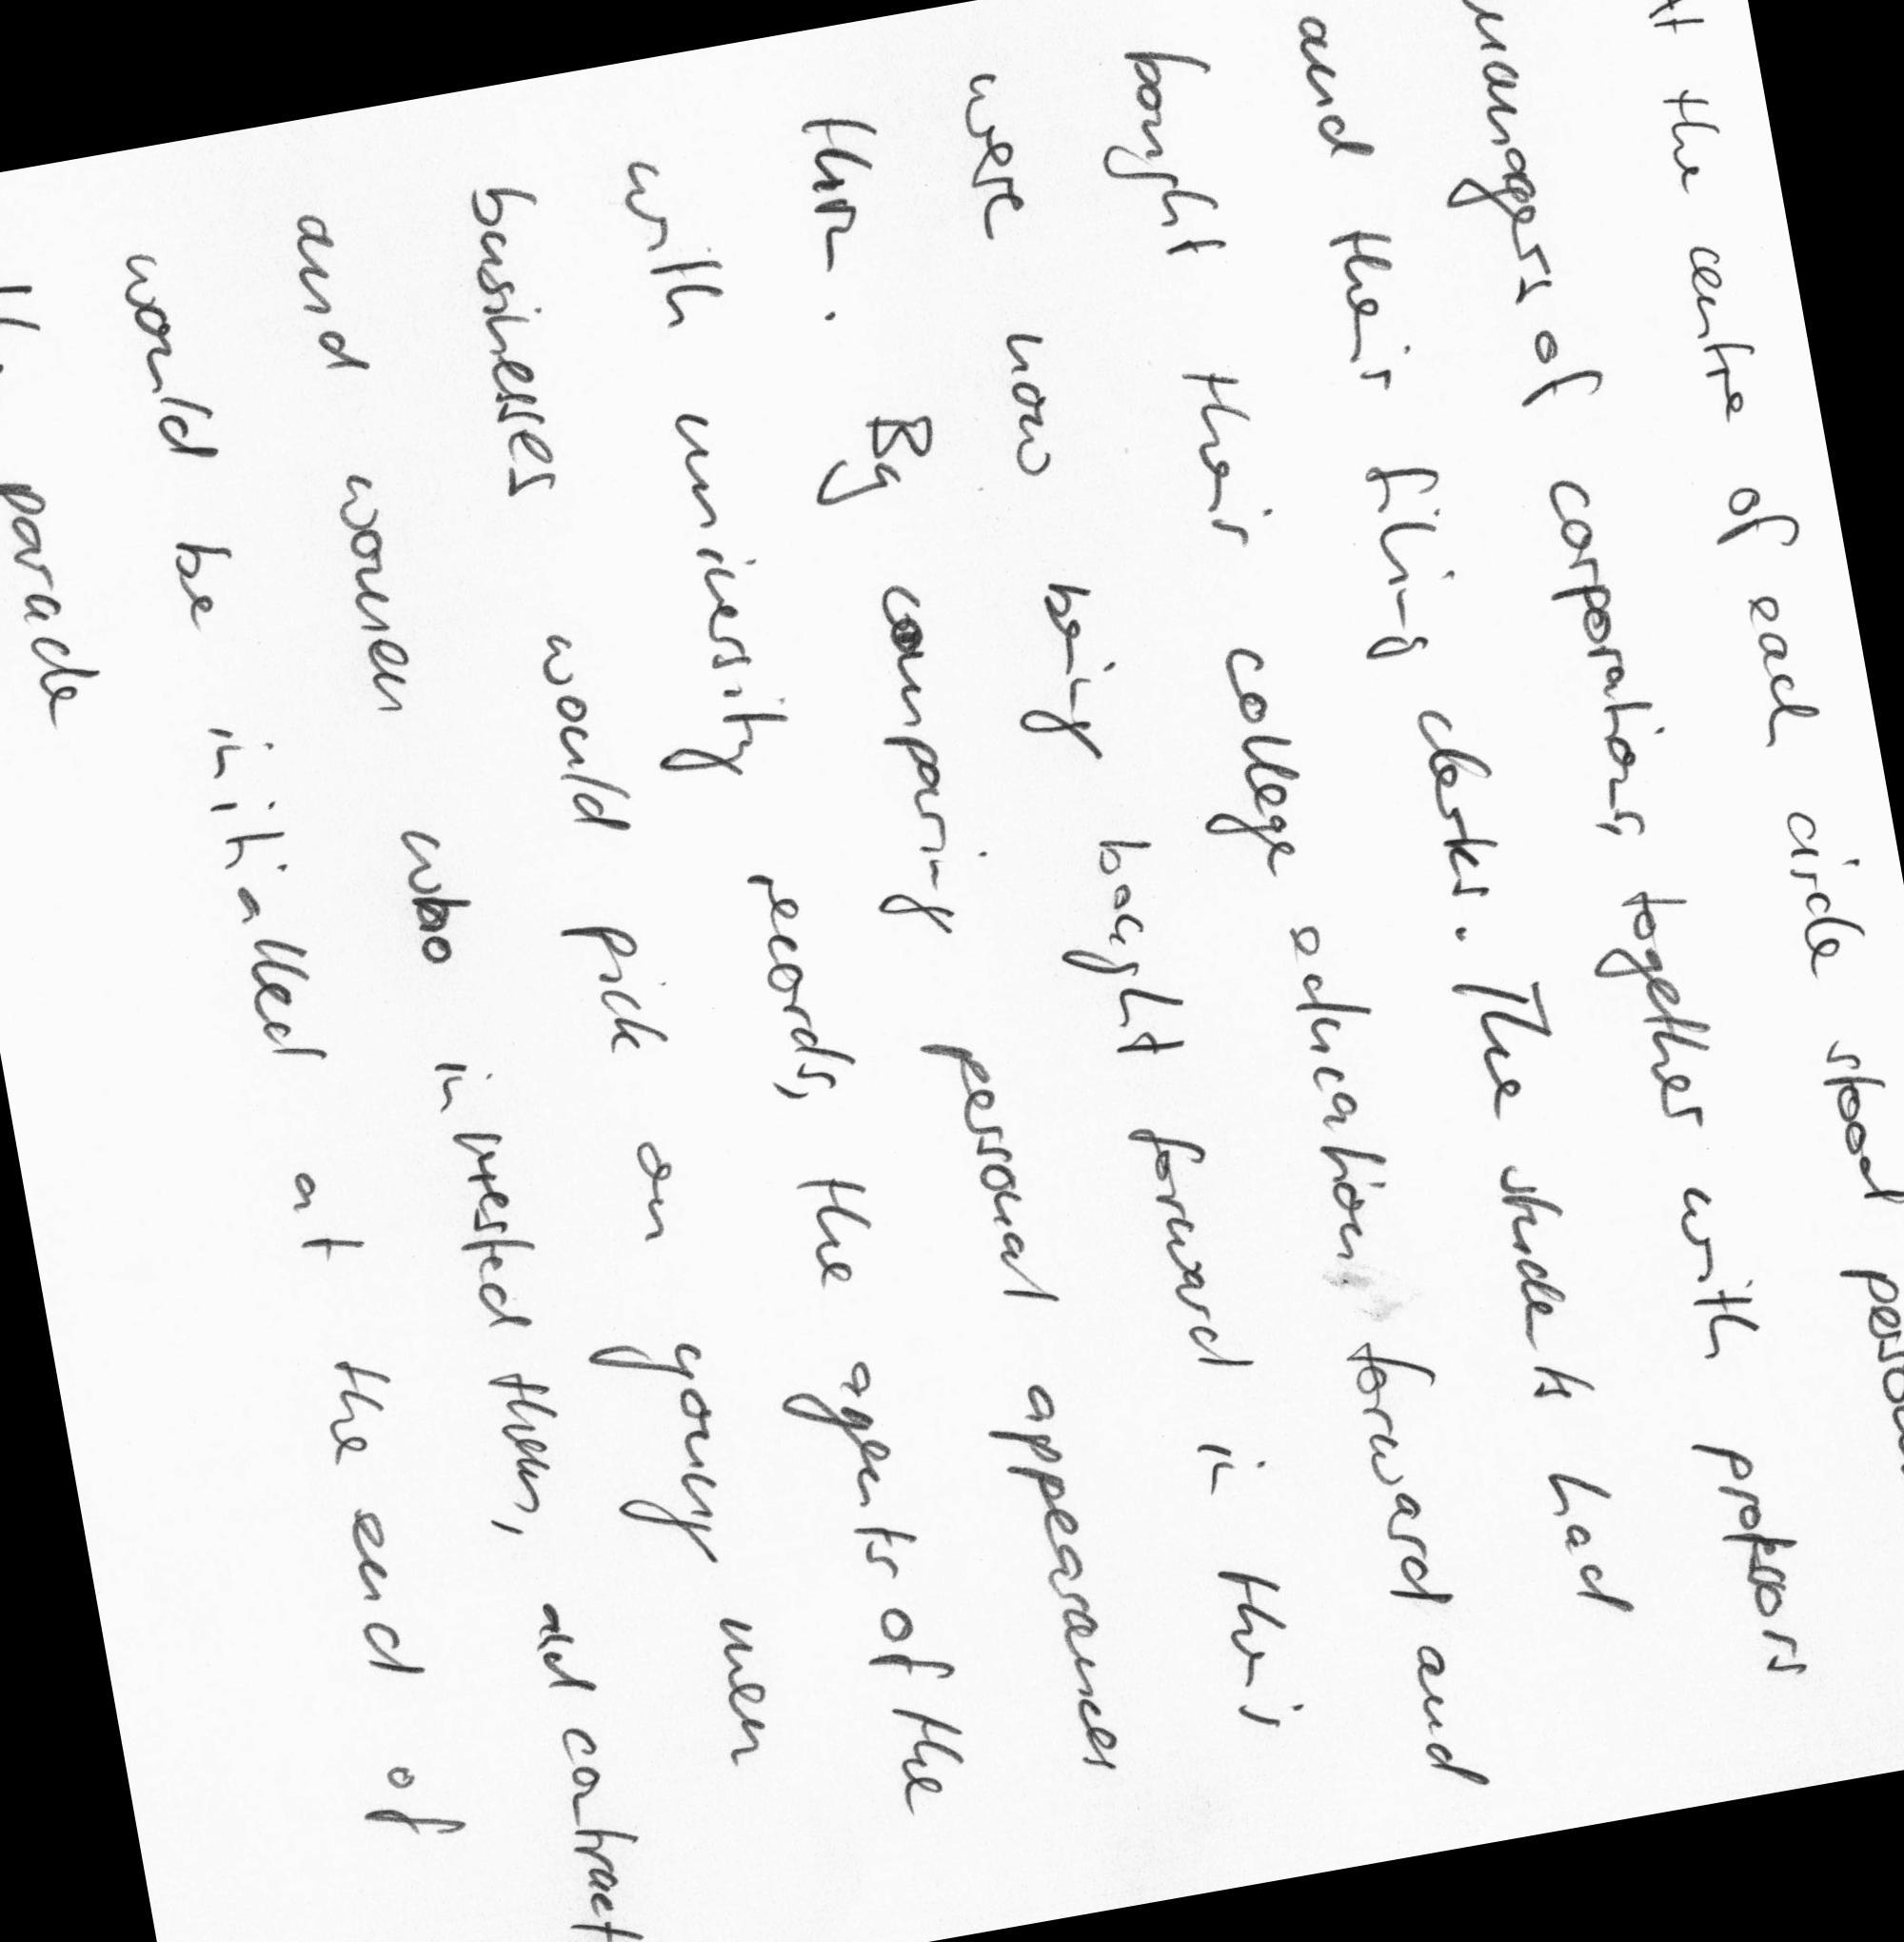 At the centre of each circle stood
managers of corporations, together with proctors
and their filing clerks. The students had
bought their college education forward and
were now being bought forward in their
turn. By comparing personal appearances
with university records, the agents of the
businesses would pick on young men
and women who interested them, and contract
would be initialled at the end of
the parade